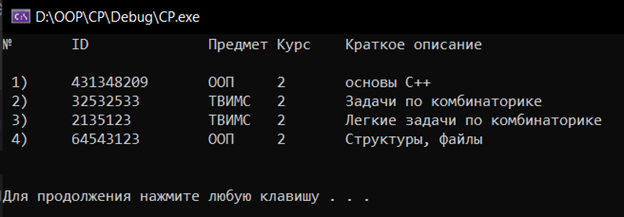 D:\OOP\CP\Debug\CP.exe
№ ID Предмет Курс Краткое описание
1) 431348209 ООП 2 основы C++
2) 32532533 ТВИМС 2 Задачи по комбинаторике
3) 2135123 ТВИМС 2 Легкие задачи по комбинаторике
4) 64543123 ООП 2 Структуры, файлы
Для продолжения нажмите любую клавишу . . .